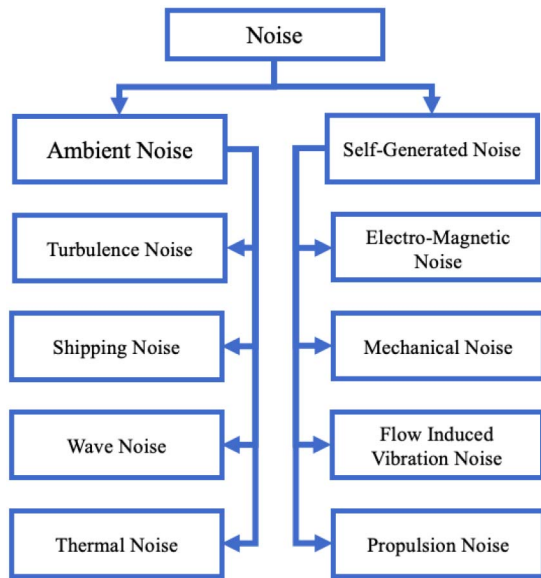 Noise
Ambient Noise
Self-Generated Noise
Turbulence Noise
Electro-Magnetic
Noise
Shipping Noise
Mechanical Noise
Wave Noise
Flow Induced
Vibration Noise
Thermal Noise
Propulsion Noise